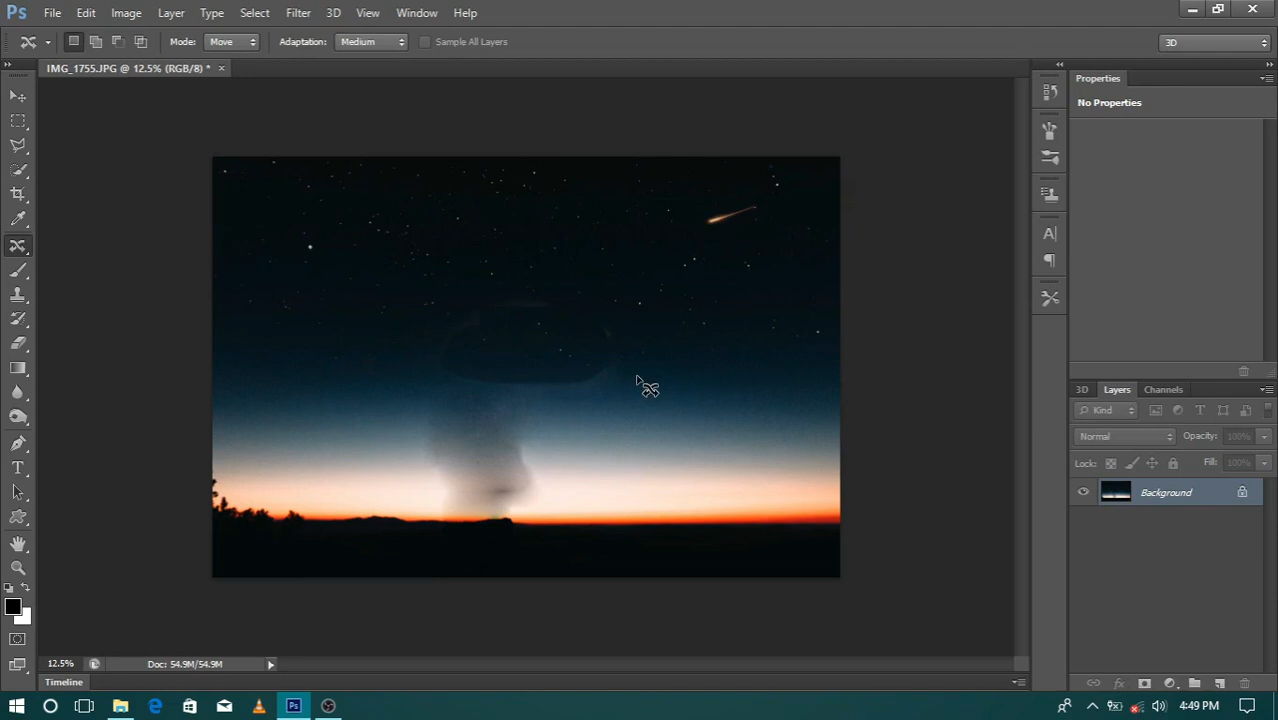 Ps File Edit Image Layer Type Select Filter 3D View Window Help
Mode: Move Adaptation: Medium Sample All Layers 3D
IMG_1755.JPG @ 12.5% (RGB/8) * ×
Properties
No Properties
3D Layers Channels
Kind
Normal Opacity: 100%
Lock: Fill: 100%
Background
12.5% Doc: 54.9M/54.9M
Timeline
Ps 4:49 PM